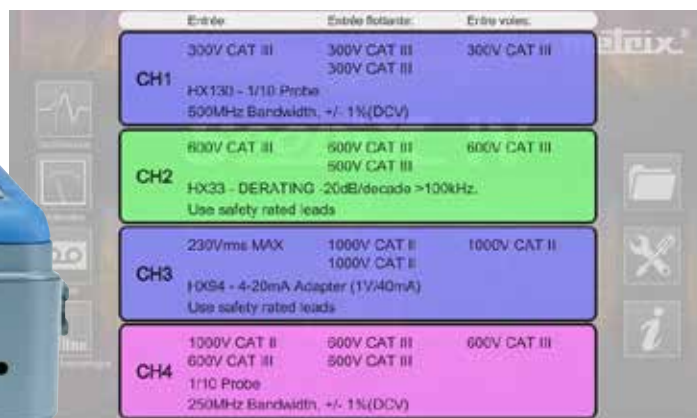 Entrée: Entrée flottante: Entre voies:
CH1
300V CAT III 300V CAT III 300V CAT III
300V CAT III
HX130 - 1/10 Probe
500MHz Bandwidth, +/- 1%(DCV)
CH2
600V CAT III 600V CAT III 600V CAT III
600V CAT III
HX33 - DERATING -20dB/decade >100kHz.
Use safety rated leads
CH3
230Vrms MAX 1000V CAT II 1000V CAT II
1000V CAT II
HX94 - 4-20mA Adapter (1V/40mA)
Use safety rated leads
CH4
1000V CAT II 600V CAT III 600V CAT III
600V CAT III 600V CAT III
1/10 Probe
250MHz Bandwidth, +/- 1%(DCV)